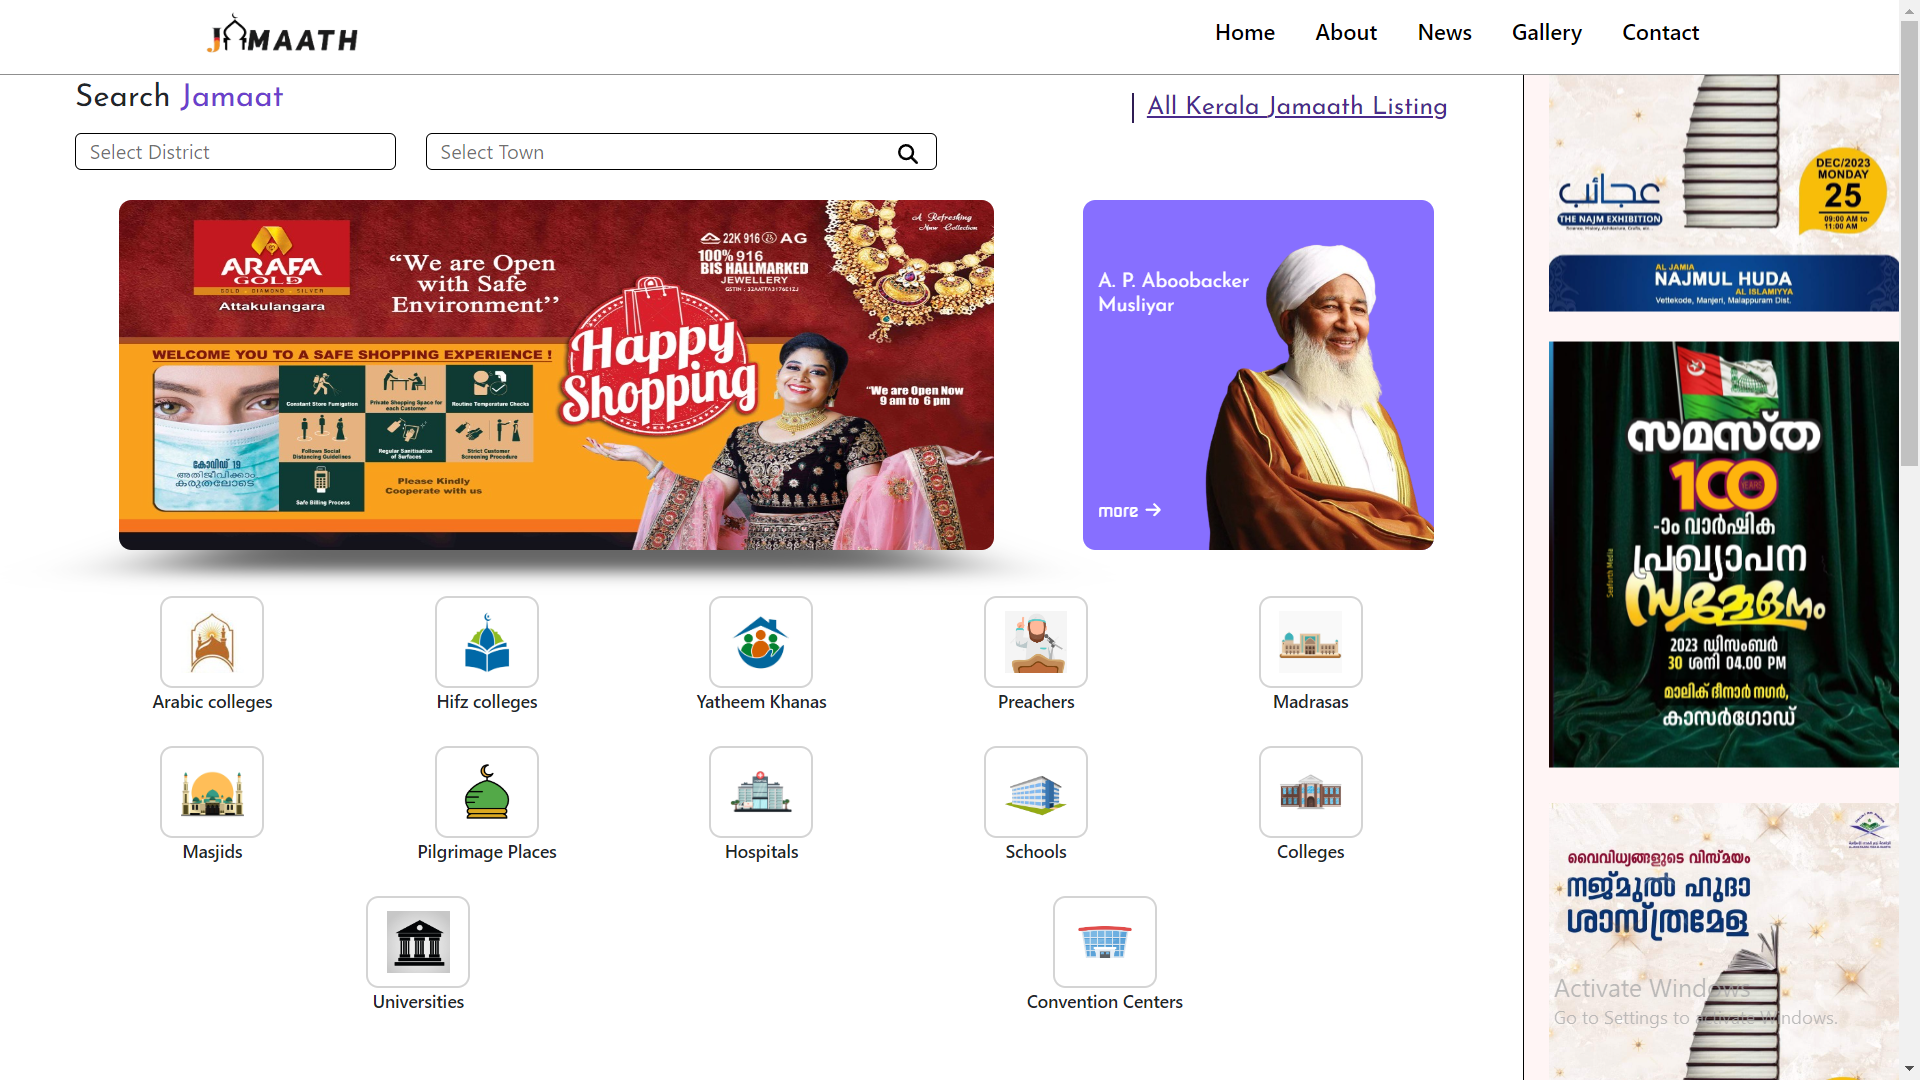 JAMAATH
Home
About
News
Gallery
Contact
Search Jamaat
All Kerala Jamaath Listing
Select District
Select Town
ARAFA
GOLD
GOLD - DIAMOND - SILVER
Attakulangara
“We are Open
with Safe
Environment’’
22K 916 AG
100% 916
BIS HALLMARKED
JEWELLERY
A Refreshing
New Collection
WELCOME YOU TO A SAFE SHOPPING EXPERIENCE !
Constant Store Fumigation
Private Shopping Space for
each Customer
Routine Temperature Checks
Follows Social
Distancing Guidelines
Regular Sanitisation
of Surfaces
Strict Customer
Screening Procedure
Safe Billing Process
കോവിഡ് 19
അതിജീവിക്കാം
കരുതലോടെ
Please Kindly
Cooperate with us
Happy
Shopping
“We are Open Now
9 am to 6 pm
A. P. Aboobacker
Musliyar
more →
Arabic colleges
Hifz colleges
Yatheem Khanas
Preachers
Madrasas
Masjids
Pilgrimage Places
Hospitals
Schools
Colleges
Universities
Convention Centers
عجائب
THE NAJM EXHIBITION
DEC/2023
MONDAY
25
09:00 AM to
11:00 AM
AL JAMIA
NAJMUL HUDA
AL ISLAMIYYA
Vettekode, Manjeri, Malappuram Dist.
സമസ്ത
100
YEARS
-ാം വാർഷിക
പ്രഖ്യാപന
സമ്മേളനം
2023 ഡിസംബർ
30 ശനി 04.00 PM
മാലിക് ദീനാർ നഗർ,
കാസർഗോഡ്
Seaforth Media
വൈവിധ്യങ്ങളുടെ വിസ്മയം
നജ്മുൽ ഹുദാ
ശാസ്ത്രമേള
Activate Windows
Go to Settings to activate Windows.